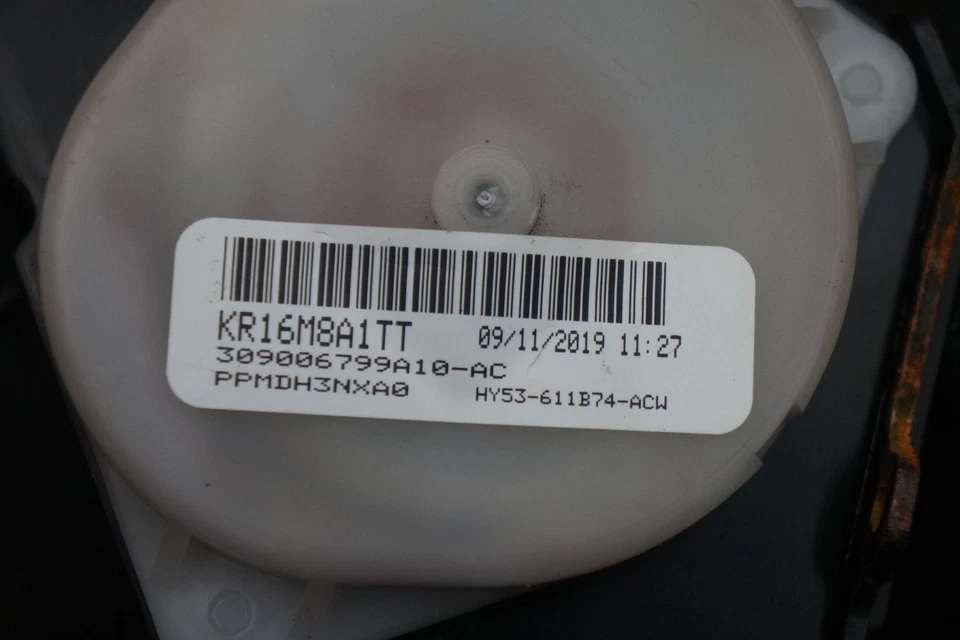 KR16M8A1TT 09/11/2019 11:27
309006799A10-AC
PPMDH3NXA0 HY53-611B74-ACW